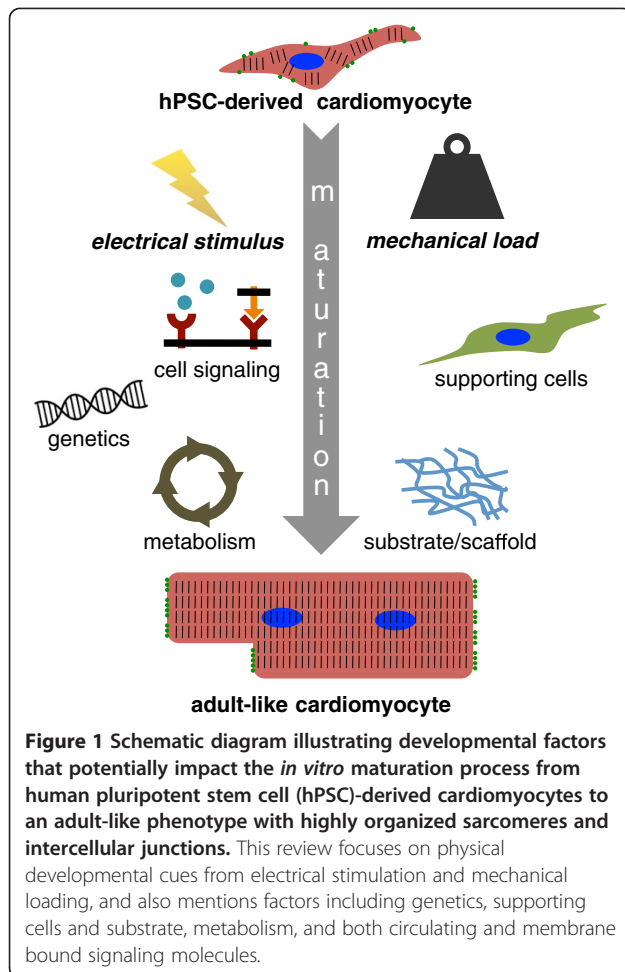 hPSC-derived cardiomyocyte
maturation
electrical stimulus
mechanical load
cell signaling
supporting cells
genetics
metabolism
substrate/scaffold
adult-like cardiomyocyte
Figure 1 Schematic diagram illustrating developmental factors
that potentially impact the in vitro maturation process from
human pluripotent stem cell (hPSC)-derived cardiomyocytes to
an adult-like phenotype with highly organized sarcomeres and
intercellular junctions. This review focuses on physical
developmental cues from electrical stimulation and mechanical
loading, and also mentions factors including genetics, supporting
cells and substrate, metabolism, and both circulating and membrane
bound signaling molecules.